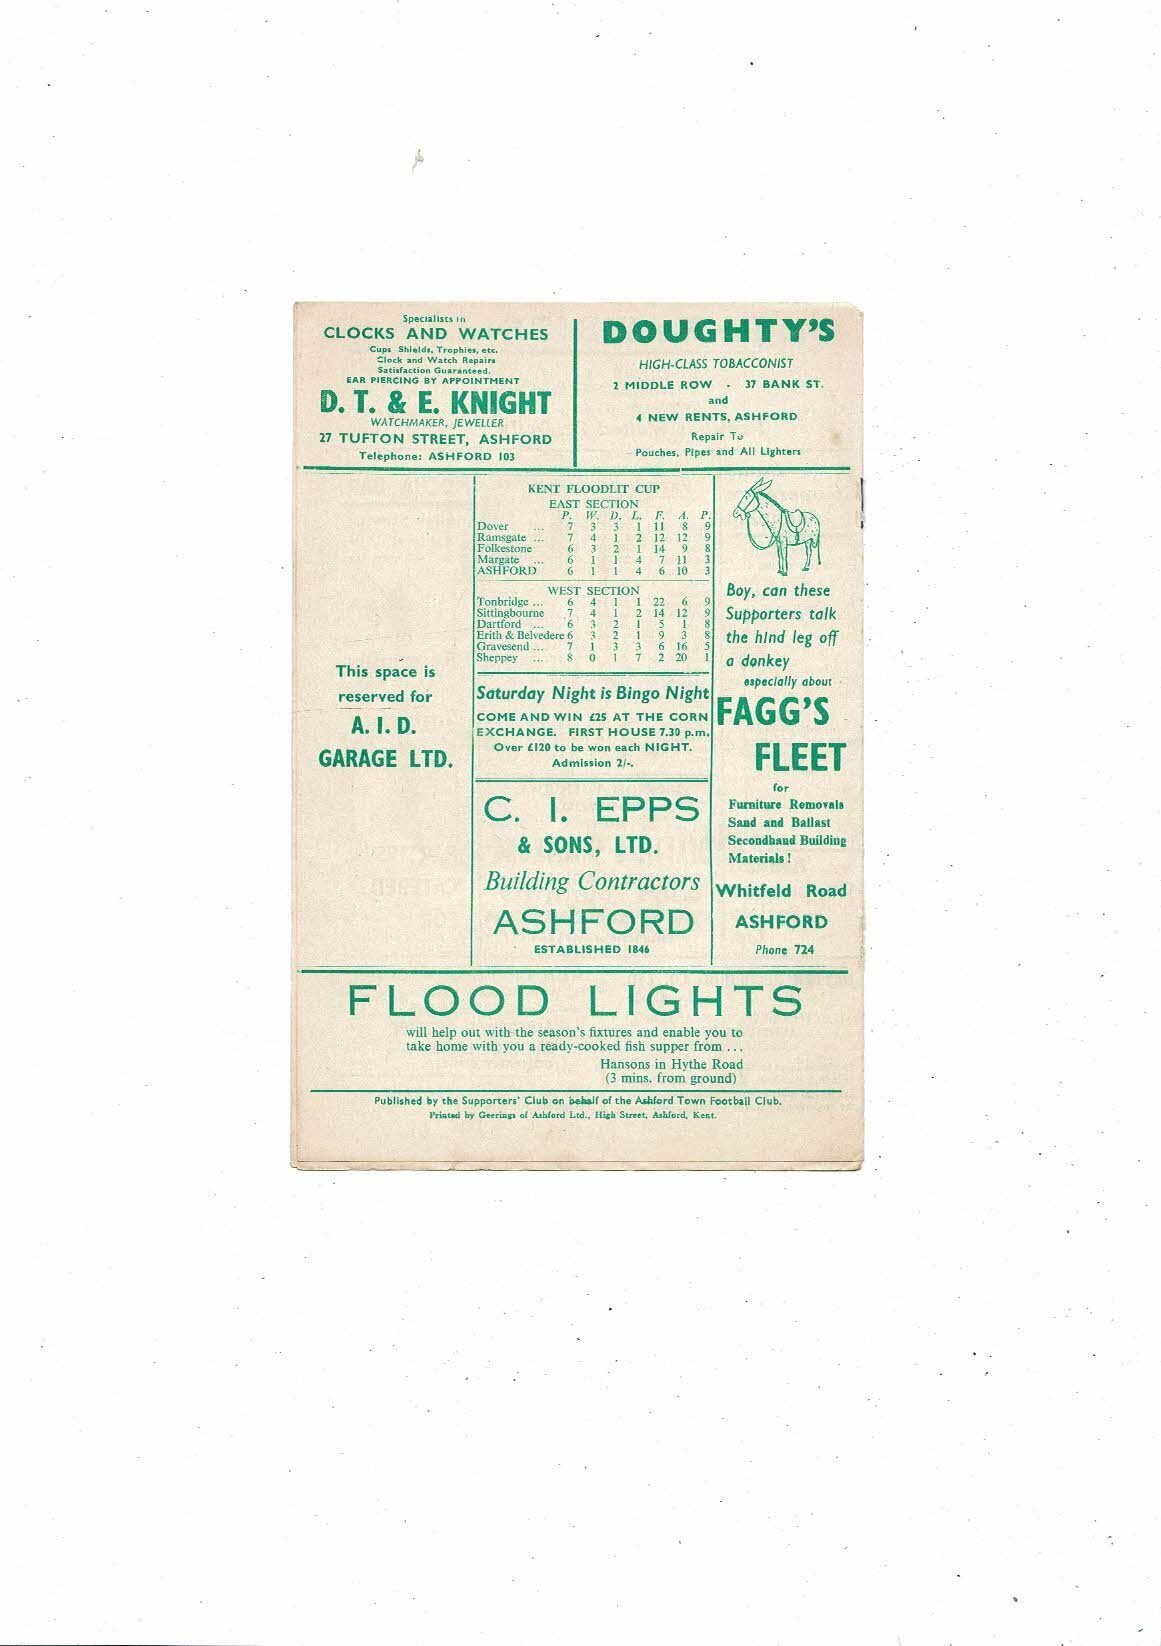 Specialists in
CLOCKS AND WATCHES
Cups Shields, Trophies, etc.
Clock and Watch Repairs
Satisfaction Guaranteed.
EAR PIERCING BY APPOINTMENT
D. T. & E. KNIGHT
WATCHMAKER, JEWELLER
27 TUFTON STREET, ASHFORD
Telephone: ASHFORD 103
DOUGHTY'S
HIGH-CLASS TOBACCONIST
2 MIDDLE ROW - 37 BANK ST.
and
4 NEW RENTS, ASHFORD
Repair To
Pouches, Pipes and All Lighters
This space is
reserved for
A. I. D.
GARAGE LTD.
KENT FLOODLIT CUP
EAST SECTION
P. W. D. L. F. A. P.
Dover ... 7 3 3 1 11 8 9
Ramsgate ... 7 4 1 2 12 12 9
Folkestone 6 3 2 1 14 9 8
Margate ... 6 1 1 4 7 11 3
ASHFORD 6 1 1 4 6 10 3
WEST SECTION
Tonbridge ... 6 4 1 1 22 6 9
Sittingbourne 7 4 1 2 14 12 9
Dartford ... 6 3 2 1 5 1 8
Erith & Belvedere 6 3 2 1 9 3 8
Gravesend ... 7 1 3 3 6 16 5
Sheppey ... 8 0 1 7 2 20 1
Saturday Night is Bingo Night
COME AND WIN £25 AT THE CORN
EXCHANGE. FIRST HOUSE 7.30 p.m.
Over £120 to be won each NIGHT.
Admission 2/-.
C. I. EPPS
& SONS, LTD.
Building Contractors
ASHFORD
ESTABLISHED 1846
Boy, can these
Supporters talk
the hind leg off
a donkey
especially about
FAGG'S
FLEET
for
Furniture Removals
Sand and Ballast
Secondhand Building
Materials !
Whitfeld Road
ASHFORD
Phone 724
FLOOD LIGHTS
will help out with the season's fixtures and enable you to
take home with you a ready-cooked fish supper from ...
Hansons in Hythe Road
(3 mins. from ground)
Published by the Supporters' Club on behalf of the Ashford Town Football Club.
Printed by Geerings of Ashford Ltd., High Street, Ashford, Kent.